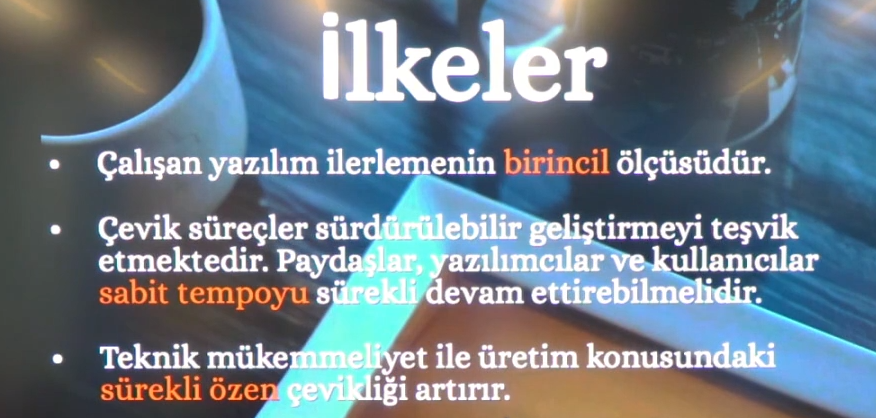 İlkeler
• Çalışan yazılım ilerlemenin birincil ölçüsüdür.
• Çevik süreçler sürdürülebilir geliştirmeyi teşvik
etmektedir. Paydaşlar, yazılımcılar ve kullanıcılar
sabit tempoyu sürekli devam ettirebilmelidir.
• Teknik mükemmeliyet ile üretim konusundaki
sürekli özen çevikliği artırır.